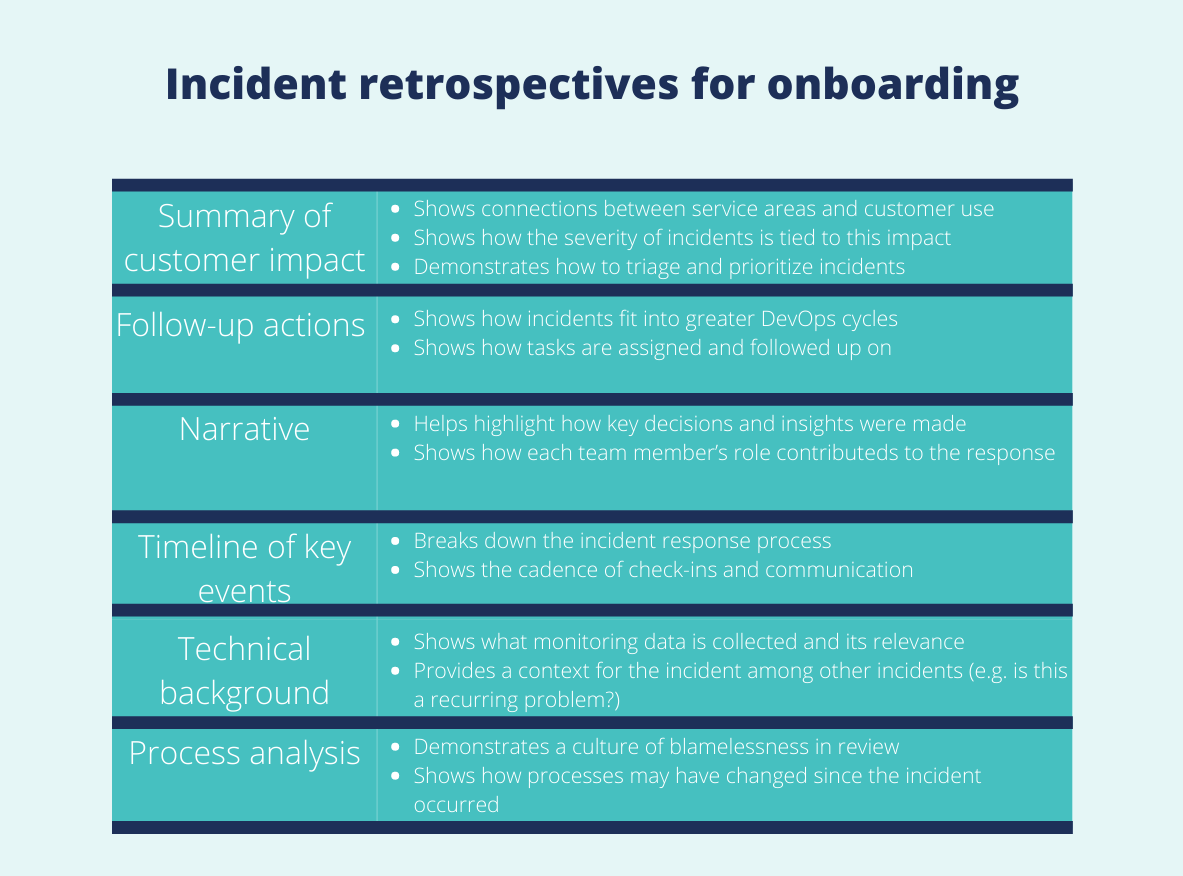 Incident retrospectives for onboarding
Summary of
customer impact
• Shows connections between service areas and customer use
• Shows how the severity of incidents is tied to this impact
• Demonstrates how to triage and prioritize incidents
Follow-up actions
• Shows how incidents fit into greater DevOps cycles
• Shows how tasks are assigned and followed up on
Narrative
• Helps highlight how key decisions and insights were made
• Shows how each team member’s role contributeds to the response
Timeline of key
events
• Breaks down the incident response process
• Shows the cadence of check-ins and communication
Technical
background
• Shows what monitoring data is collected and its relevance
• Provides a context for the incident among other incidents (e.g. is this
a recurring problem?)
Process analysis
• Demonstrates a culture of blamelessness in review
• Shows how processes may have changed since the incident
occurred